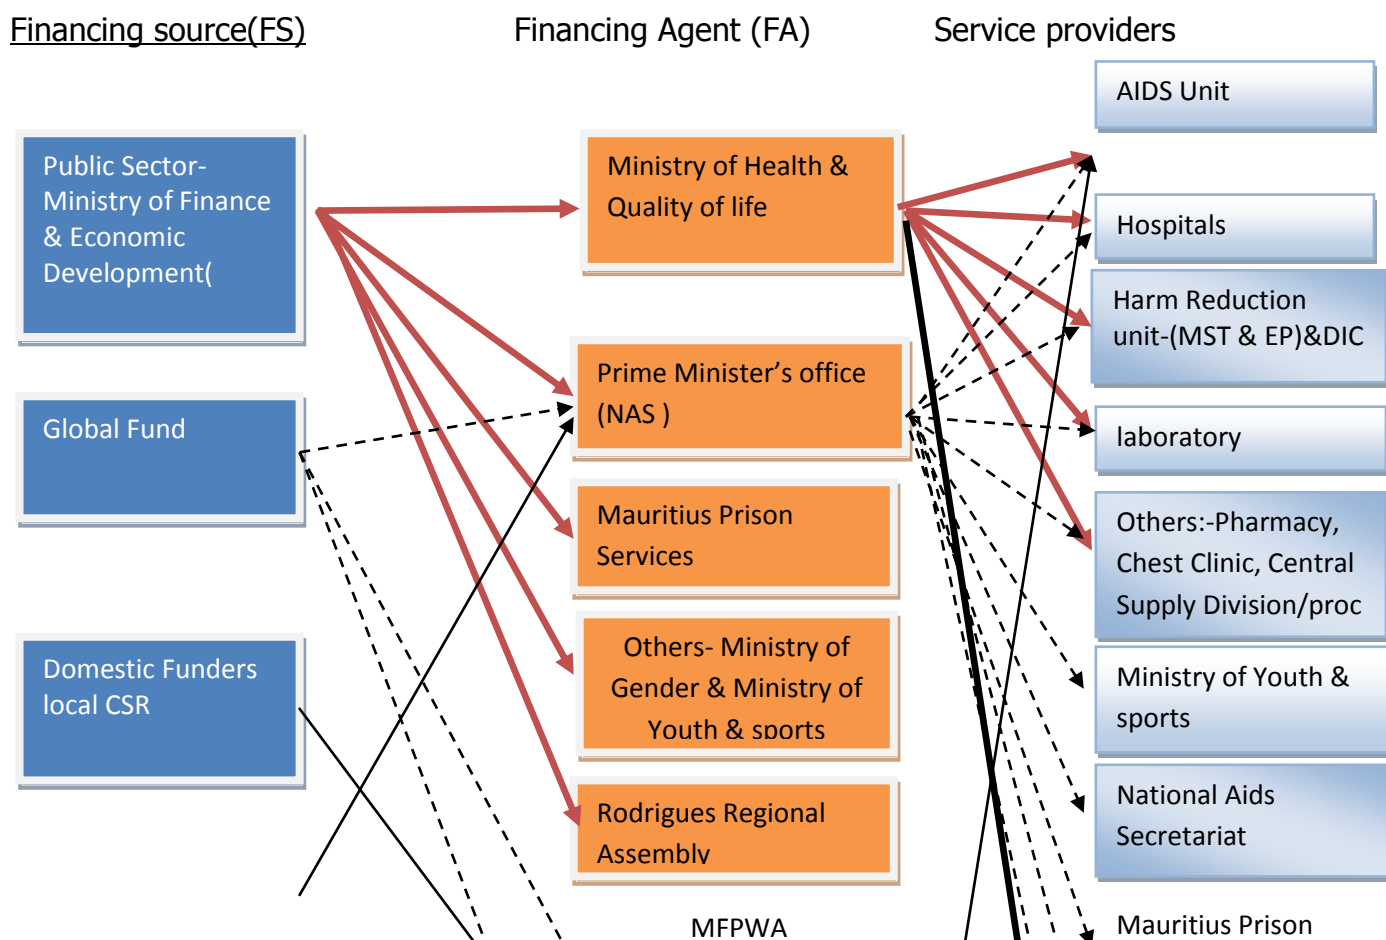 Financing source(FS)
Financing Agent (FA)
Service providers
Public Sector-
Ministry of Finance
& Economic
Development(
Global Fund
Domestic Funders
local CSR
Ministry of Health &
Quality of life
Prime Minister’s office
(NAS )
Mauritius Prison
Services
Others- Ministry of
Gender & Ministry of
Youth & sports
Rodrigues Regional
Assembly
MFPWA
AIDS Unit
Hospitals
Harm Reduction
unit-(MST & EP)&DIC
laboratory
Others:-Pharmacy,
Chest Clinic, Central
Supply Division/proc
Ministry of Youth &
sports
National Aids
Secretariat
Mauritius Prison